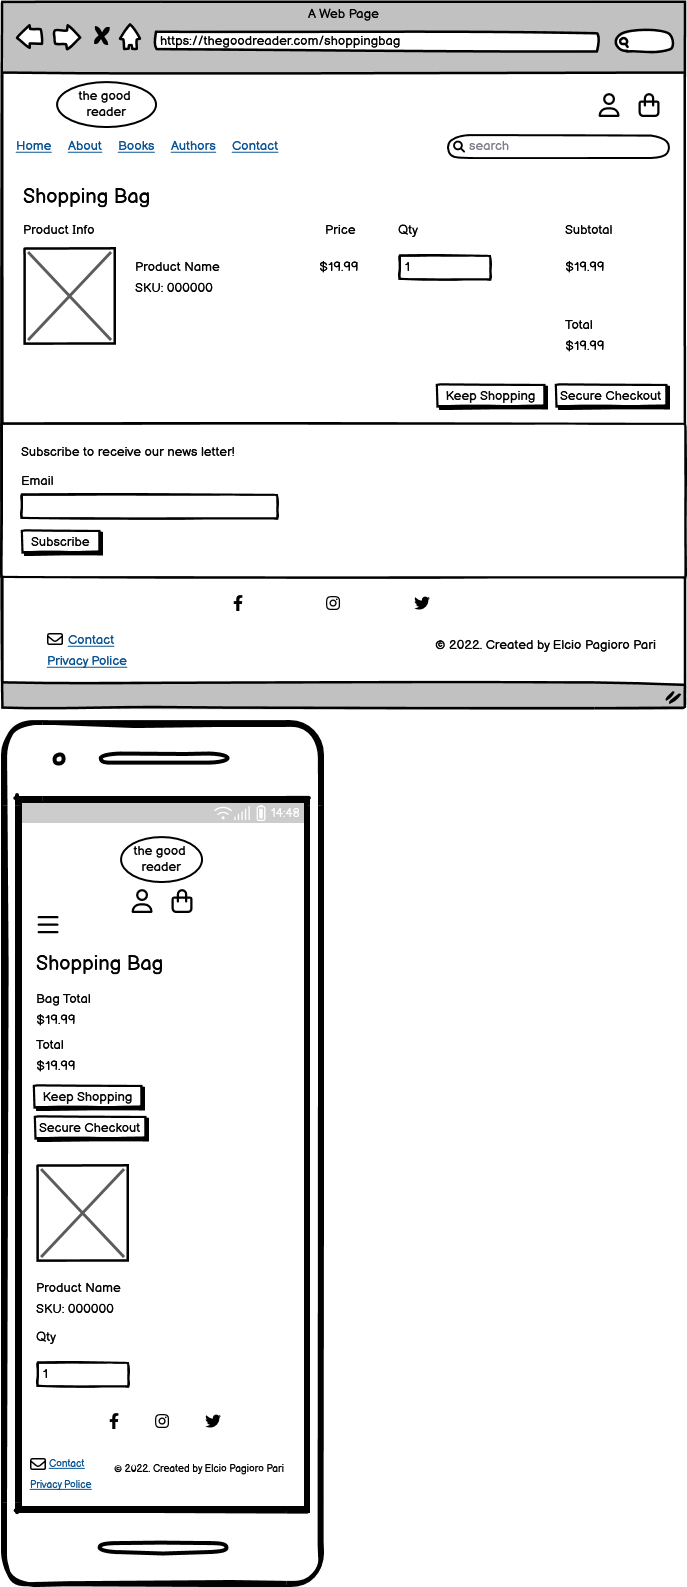 A Web Page
https://thegoodreader.com/shoppingbag
the good
reader
Home About Books Authors Contact
search
Shopping Bag
Product Info Price Qty Subtotal
Product Name $19.99 1 $19.99
SKU: 000000
Total
$19.99
Keep Shopping Secure Checkout
Subscribe to receive our news letter!
Email
Subscribe
Contact
© 2022. Created by Elcio Pagioro Pari
Privacy Police
14:48
the good
reader
Shopping Bag
Bag Total
$19.99
Total
$19.99
Keep Shopping
Secure Checkout
Product Name
SKU: 000000
Qty
1
Contact
© 2022. Created by Elcio Pagioro Pari
Privacy Police